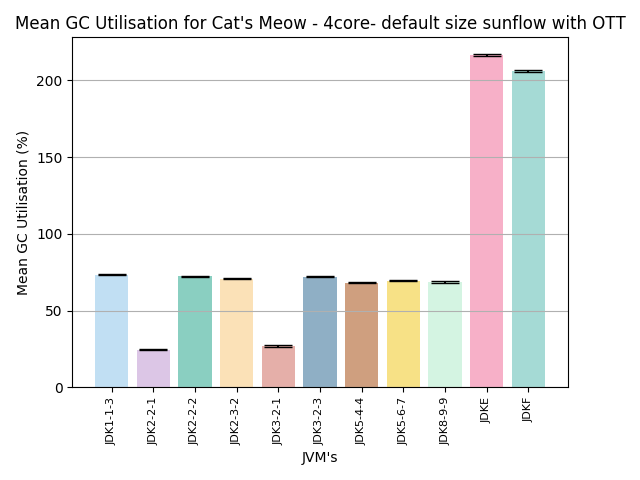 Mean GC Utilisation for Cat's Meow - 4core- default size sunflow with OTT
Mean GC Utilisation (%)
200
150
100
50
0
JDK1-1-3
JDK2-2-1
JDK2-2-2
JDK2-3-2
JDK3-2-1
JDK3-2-3
JDK5-4-4
JDK5-6-7
JDK8-9-9
JDKE
JDKF
JVM's